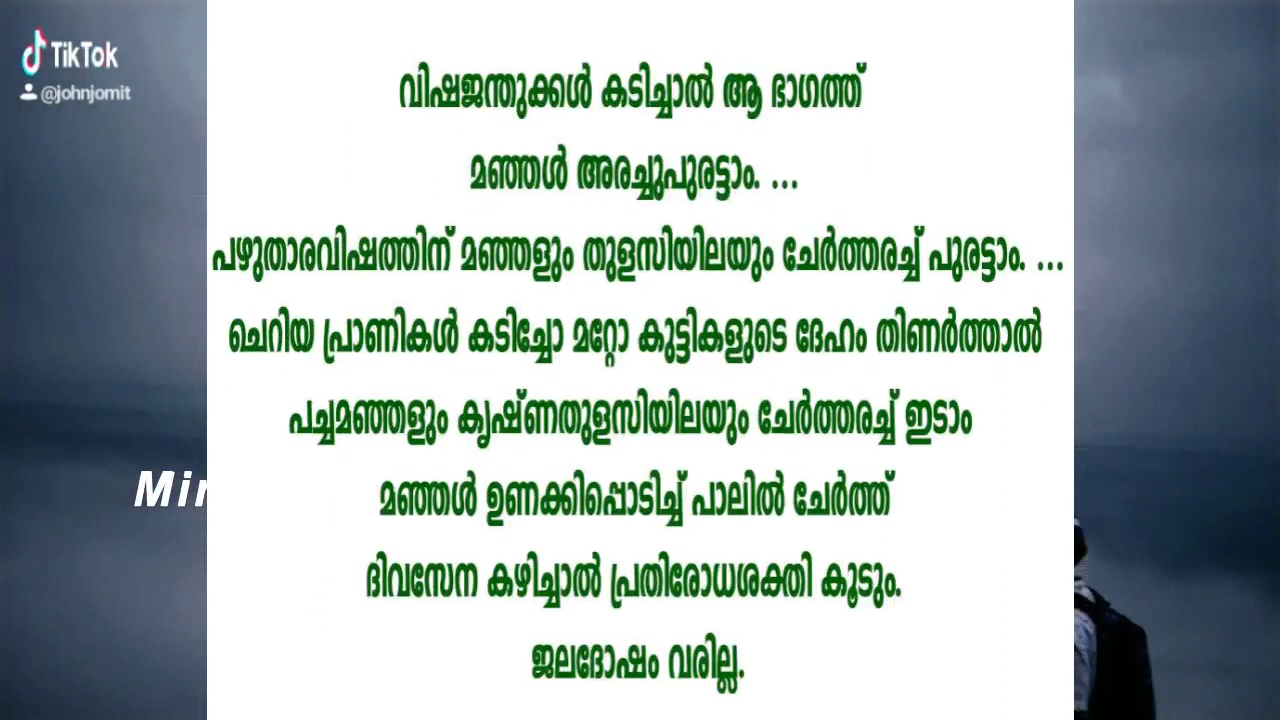 TikTok
@johnjomit
വിഷജന്തുക്കൾ കടിച്ചാൽ ആ ഭാഗത്ത്
മഞ്ഞൾ അരച്ചുപുരട്ടാം. ...
പഴുതാരവിഷത്തിന് മഞ്ഞളും തുളസിയിലയും ചേർത്തരച്ച് പുരട്ടാം. ...
ചെറിയ പ്രാണികൾ കടിച്ചോ മറ്റോ കുട്ടികളുടെ ദേഹം തിണർത്താൽ
പച്ചമഞ്ഞളും കൃഷ്ണതുളസിയിലയും ചേർത്തരച്ച് ഇടാം
മഞ്ഞൾ ഉണക്കിപ്പൊടിച്ച് പാലിൽ ചേർത്ത്
ദിവസേന കഴിച്ചാൽ പ്രതിരോധശക്തി കൂടും.
ജലദോഷം വരില്ല.